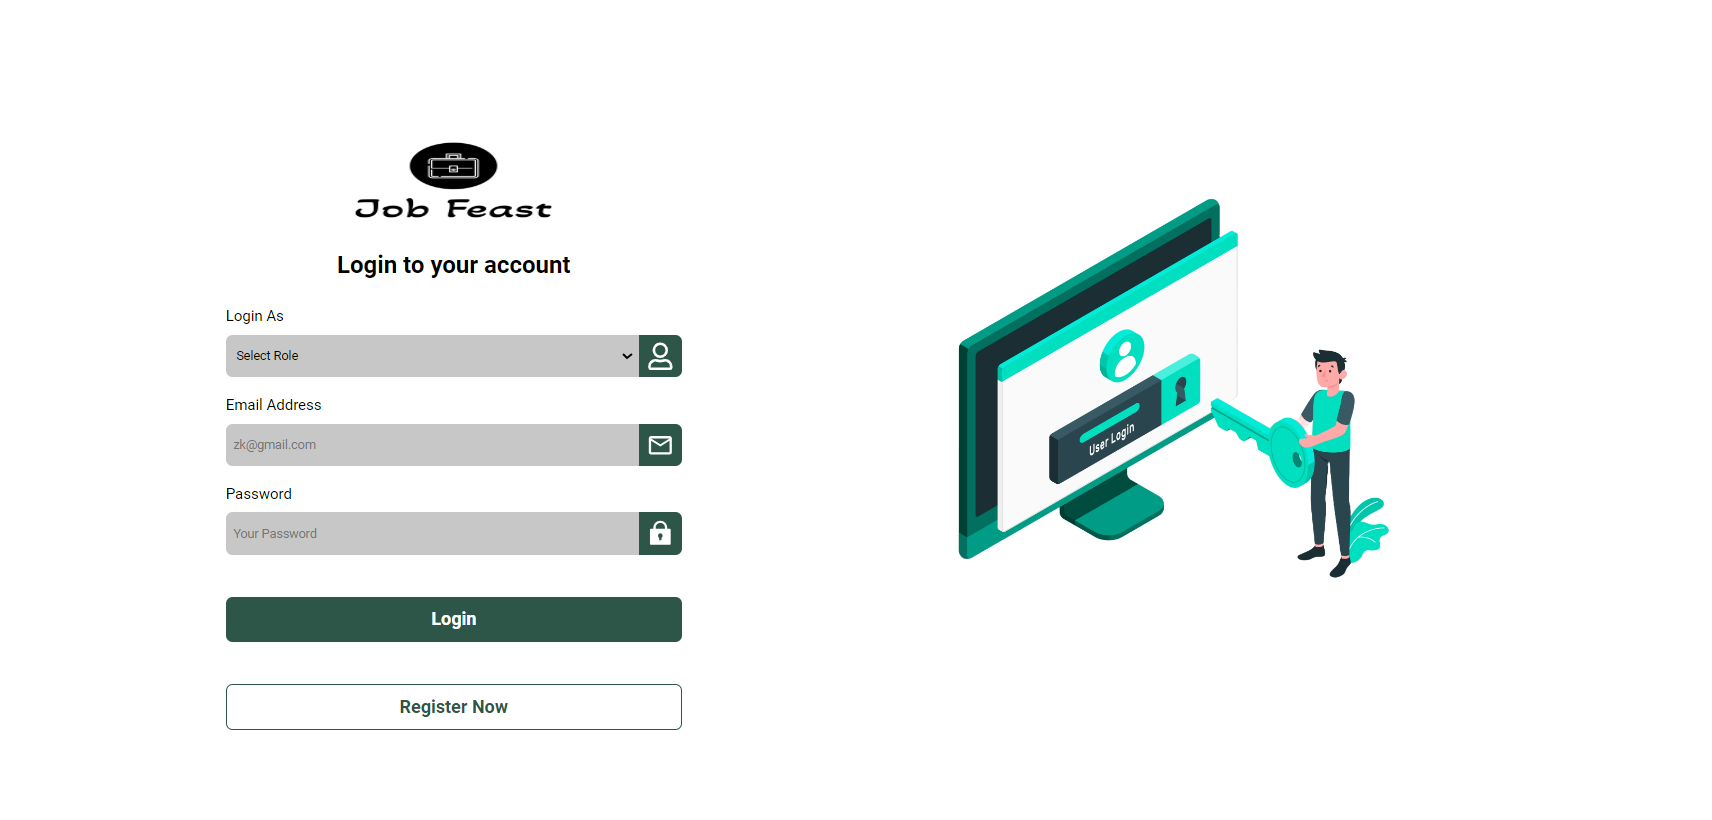 Job Feast
Login to your account
Login As
Select Role
Email Address
zk@gmail.com
Password
Your Password
Login
Register Now
User Login